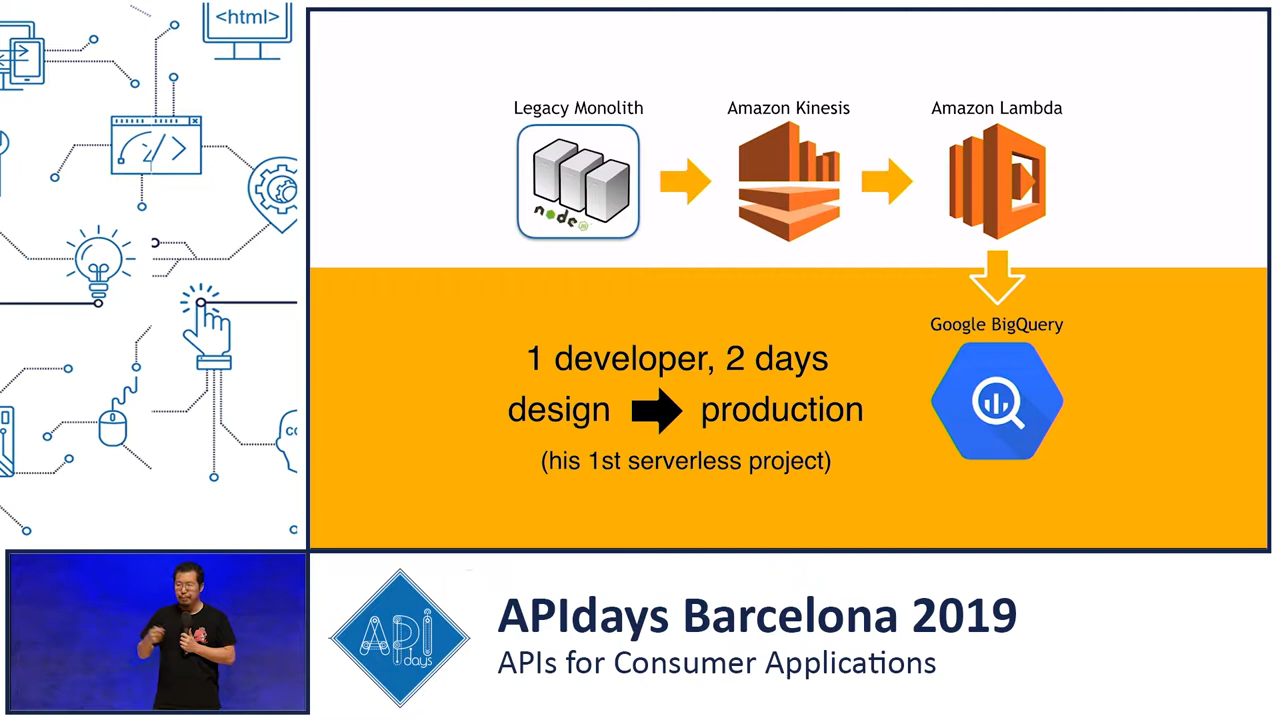 <html>
</>
Legacy Monolith
Amazon Kinesis
Amazon Lambda
node
JS
Google BigQuery
1 developer, 2 days
design production
(his 1st serverless project)
API
days
APIdays Barcelona 2019
APIs for Consumer Applications